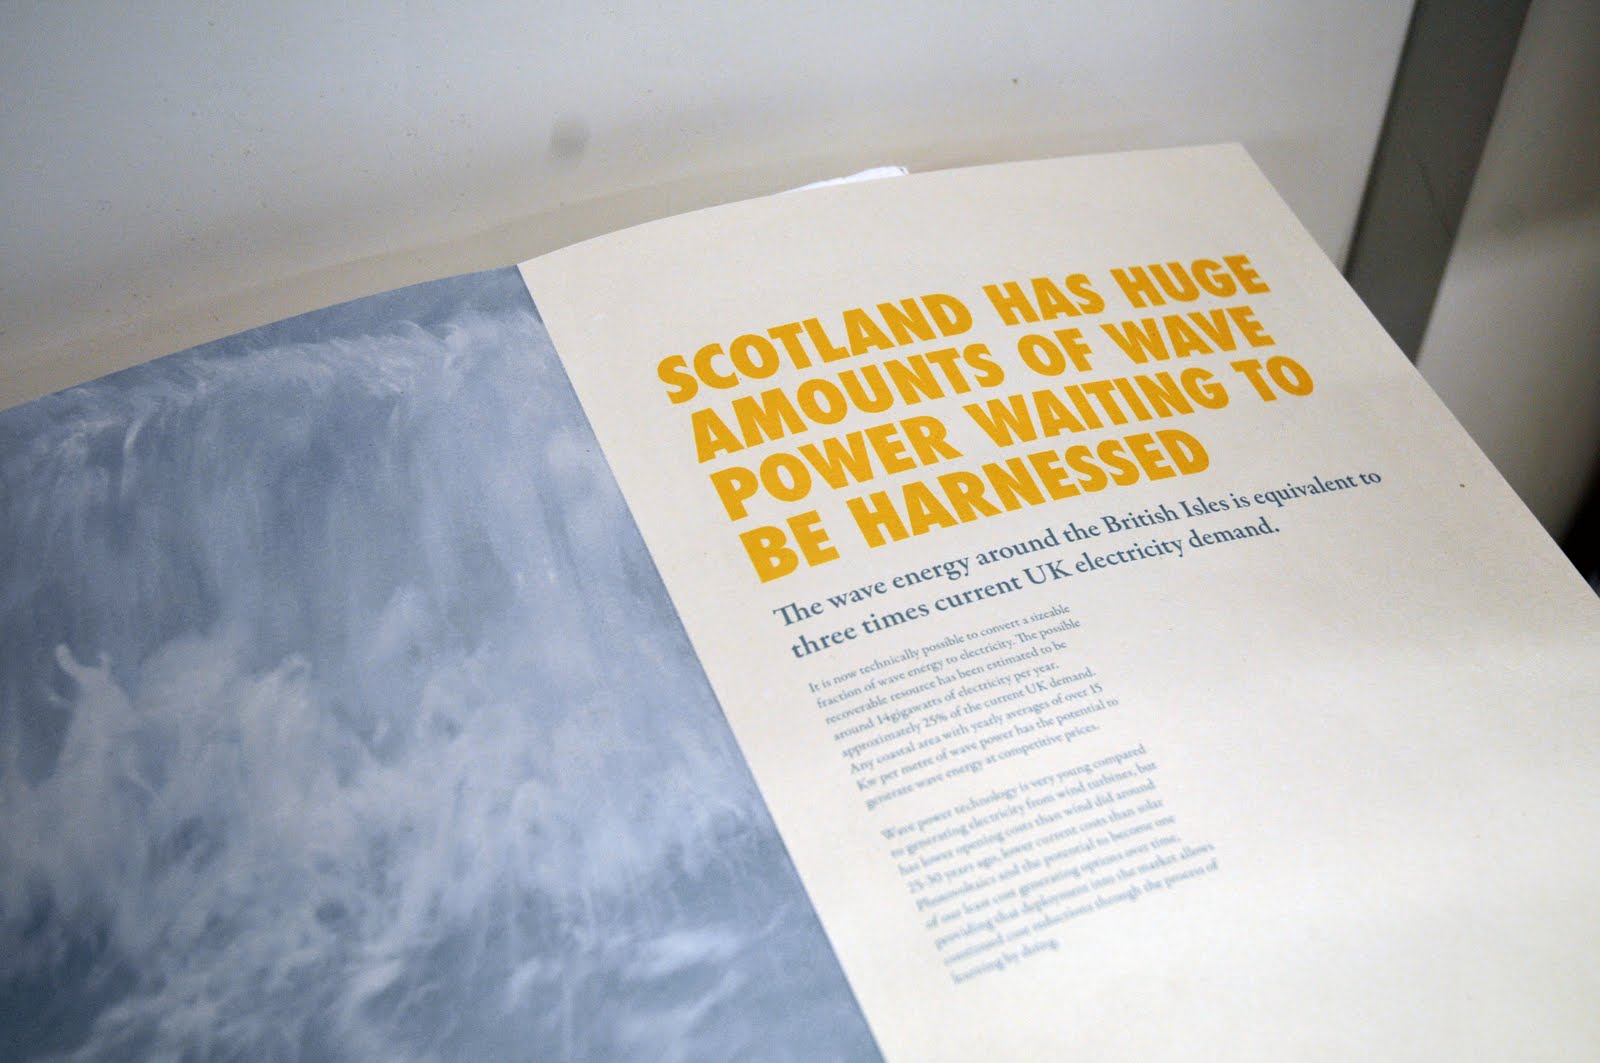 SCOTLAND HAS HUGE
AMOUNTS OF WAVE
POWER WAITING TO
BE HARNESSED
The wave energy around the British Isles is equivalent to
three times current UK electricity demand.
It is now technically possible to convert a sizeable
fraction of wave energy to electricity. The possible
recoverable resource has been estimated to be
around 14gigawatts of electricity per year,
approximately 25% of the current UK demand.
Any coastal area with yearly averages of over 15
Kw per metre of wave power has the potential to
generate wave energy at competitive prices.
Wave power technology is very young compared
to generating electricity from wind turbines, but
has lower opening costs than wind did around
25-30 years ago, lower current costs than solar
Photovoltaics and the potential to become one
of our least cost generating options over time,
providing that deployment into the market allows
continued cost reductions through the process of
learning by doing.